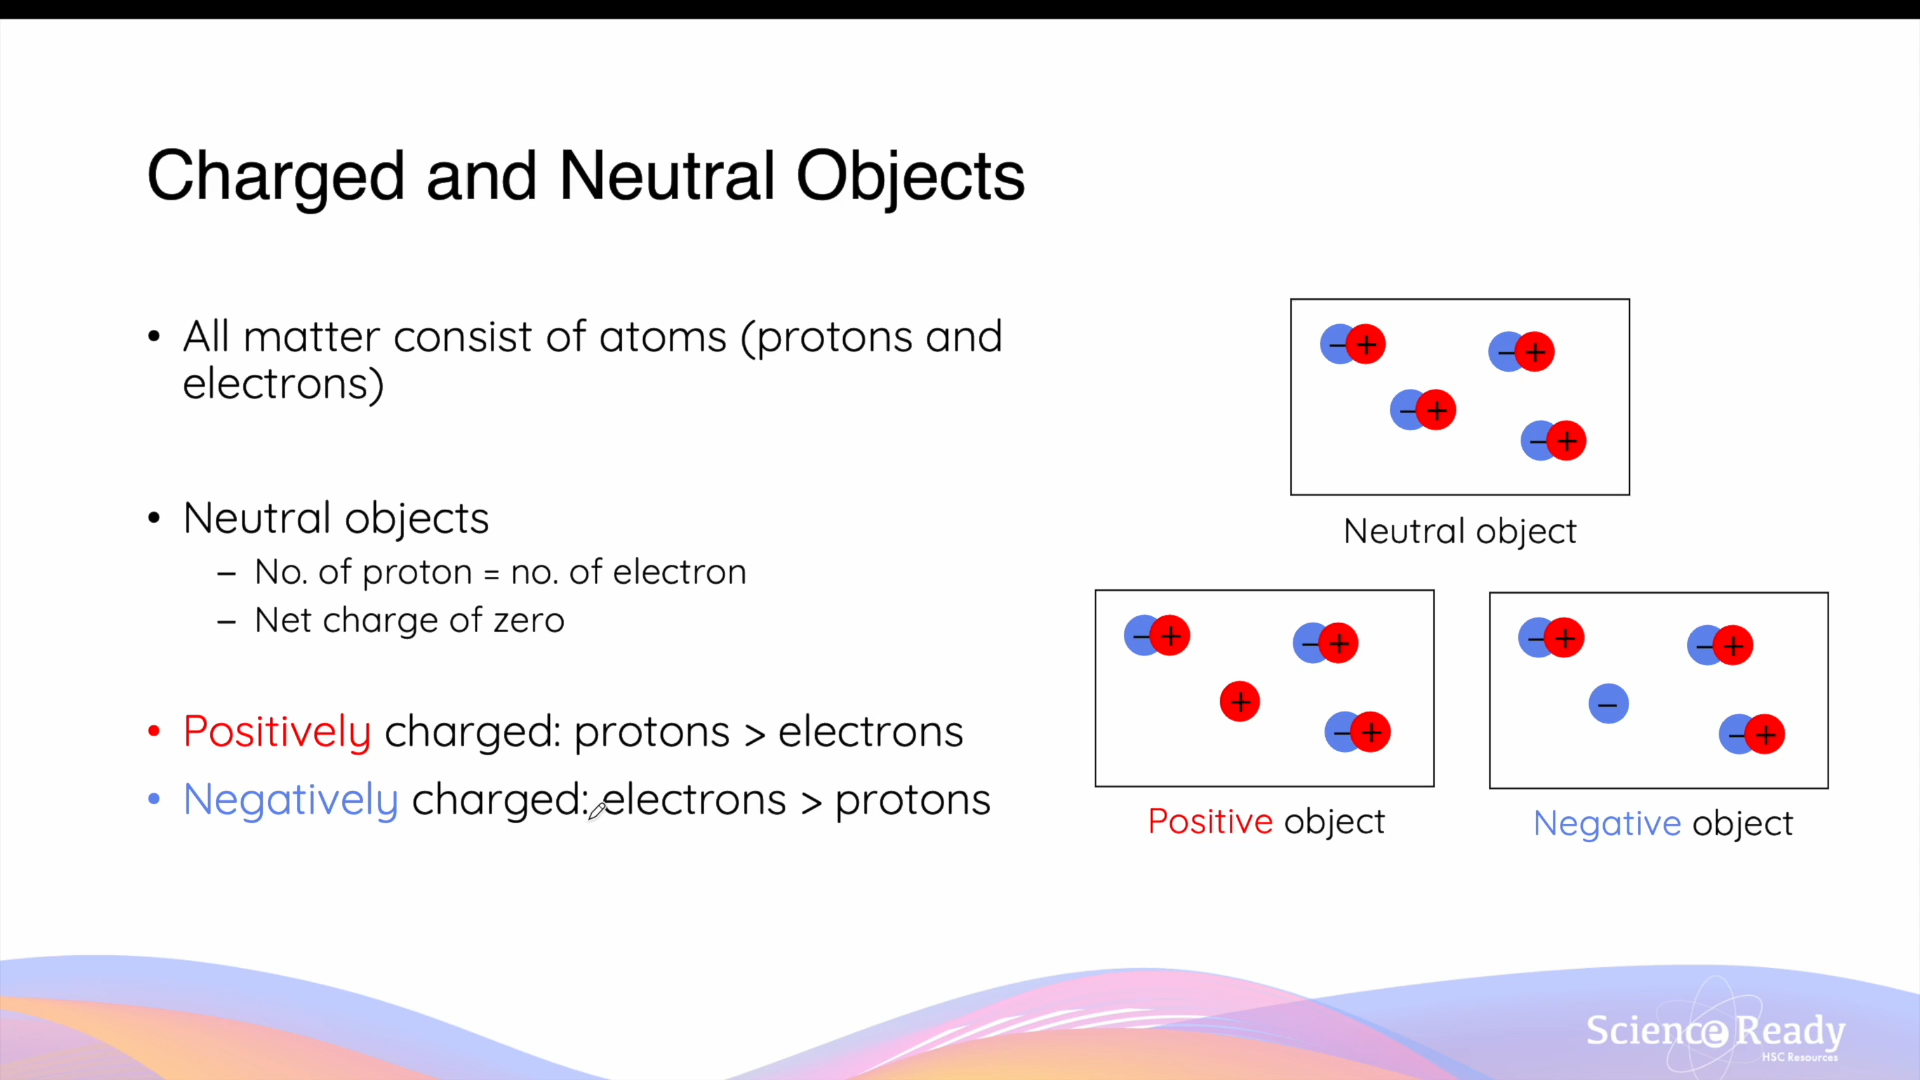 Charged and Neutral Objects
• All matter consist of atoms (protons and
electrons)
• Neutral objects
– No. of proton = no. of electron
– Net charge of zero
• Positively charged: protons > electrons
• Negatively charged: electrons > protons
– + – +
– +
– +
Neutral object
– + – +
+
– +
Positive object
– + – +
–
– +
Negative object
Science Ready
HSC Resources